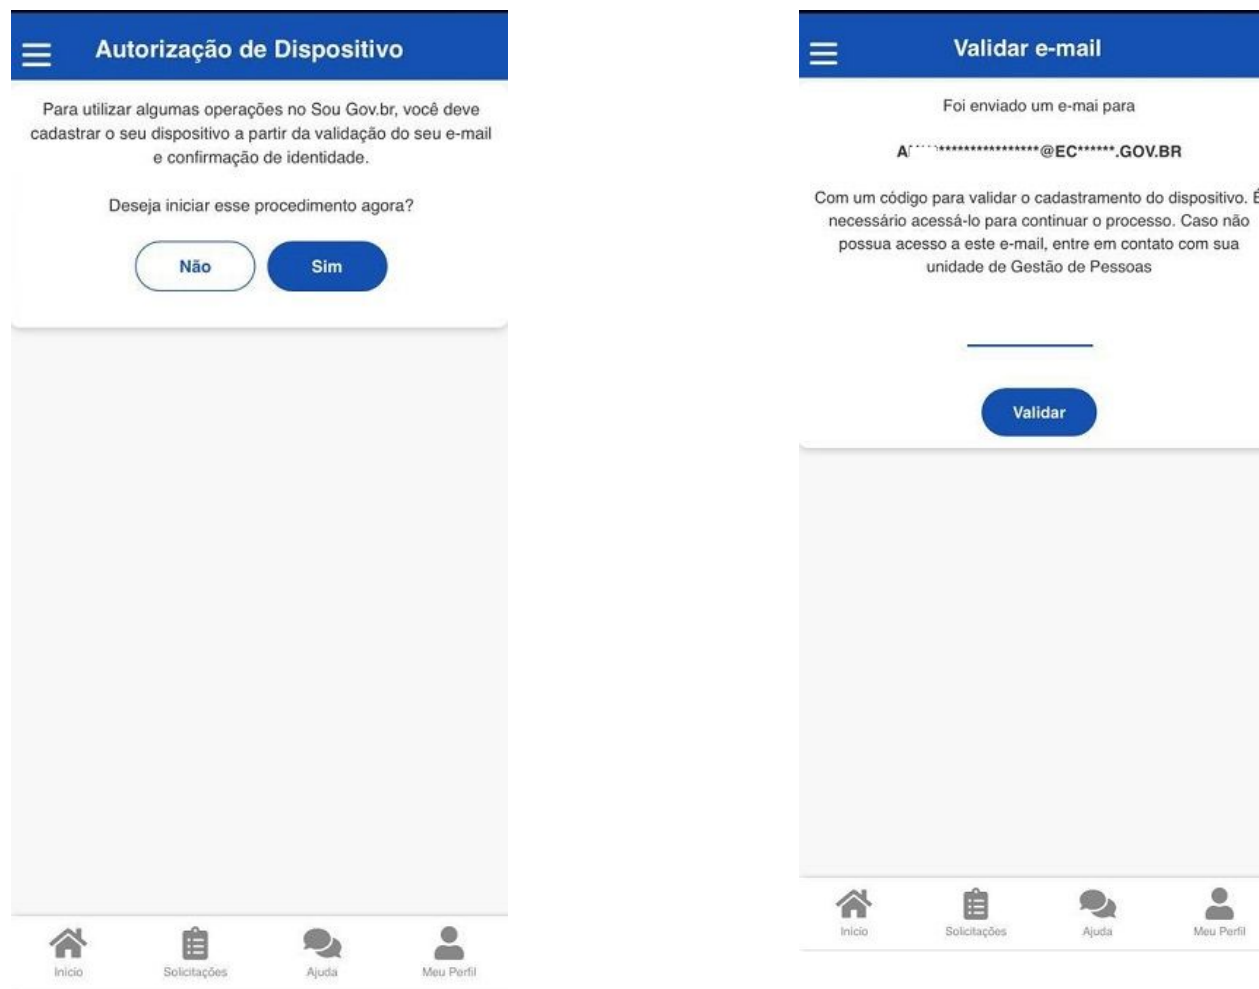 Autorização de Dispositivo
Para utilizar algumas operações no Sou Gov.br, você deve
cadastrar o seu dispositivo a partir da validação do seu e-mail
e confirmação de identidade.
Deseja iniciar esse procedimento agora?
Não
Sim
Inicio
Solicitações
Ajuda
Meu Perfil
Validar e-mail
Foi enviado um e-mai para
A*****************@EC******.GOV.BR
Com um código para validar o cadastramento do dispositivo. É
necessário acessá-lo para continuar o processo. Caso não
possua acesso a este e-mail, entre em contato com sua
unidade de Gestão de Pessoas
Validar
Inicio
Solicitações
Ajuda
Meu Perfil